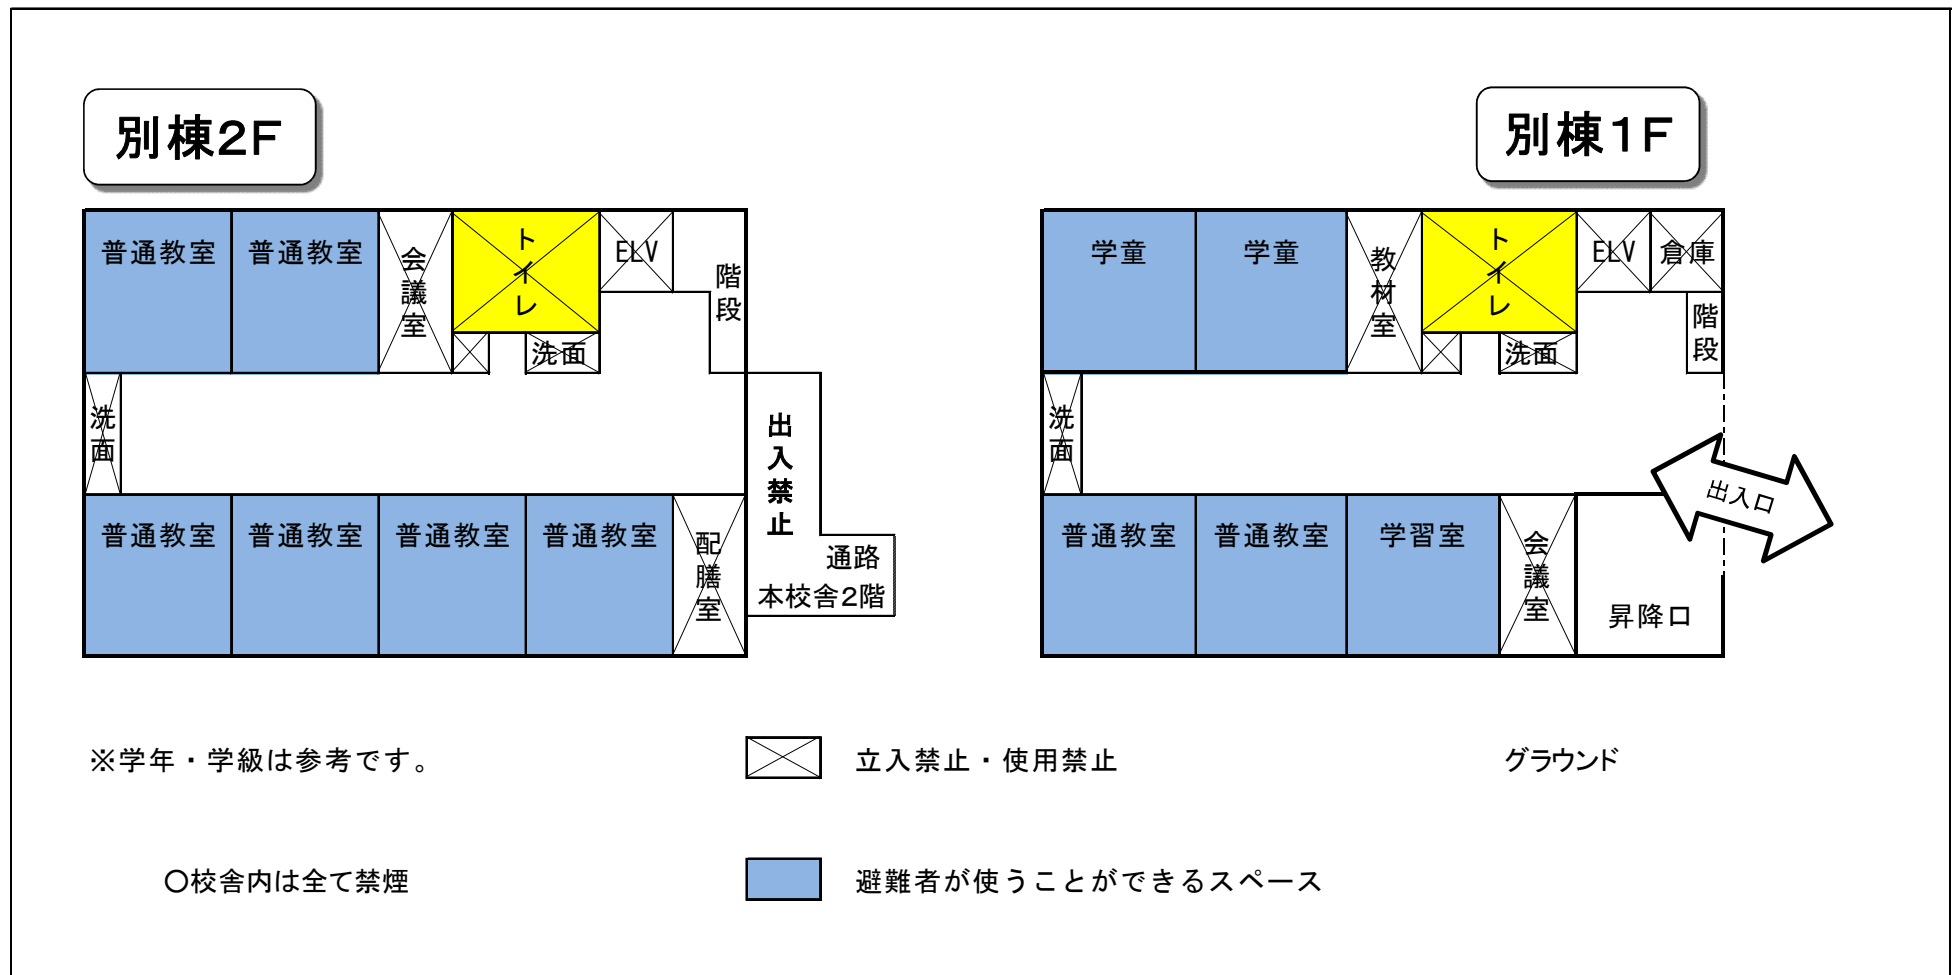 別棟2F
別棟1F
普通教室
普通教室
会議室
トイレ
ELV
階段
洗面
洗面
出入禁止
普通教室
普通教室
普通教室
普通教室
配膳室
通路
本校舎2階
学童
学童
教材室
トイレ
ELV
倉庫
階段
洗面
洗面
出入口
普通教室
普通教室
学習室
会議室
昇降口
※学年・学級は参考です。
立入禁止・使用禁止
グラウンド
〇校舎内は全て禁煙
避難者が使うことができるスペース